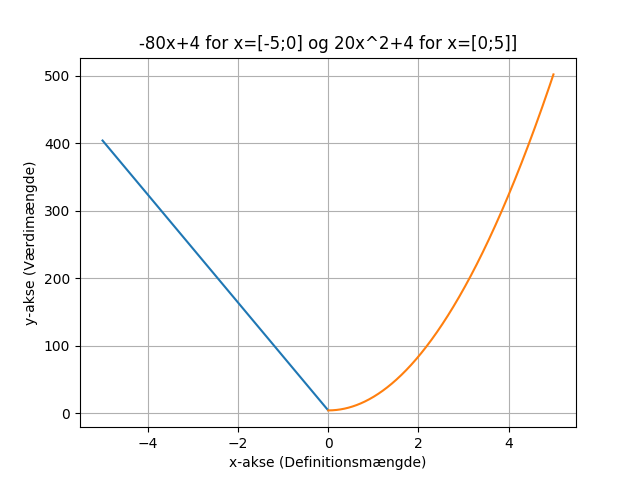 -80x+4 for x=[-5;0] og 20x^2+4 for x=[0;5]]
500
400
300
200
100
0
y-akse (Værdimængde)
−4 −2 0 2 4
x-akse (Definitionsmængde)